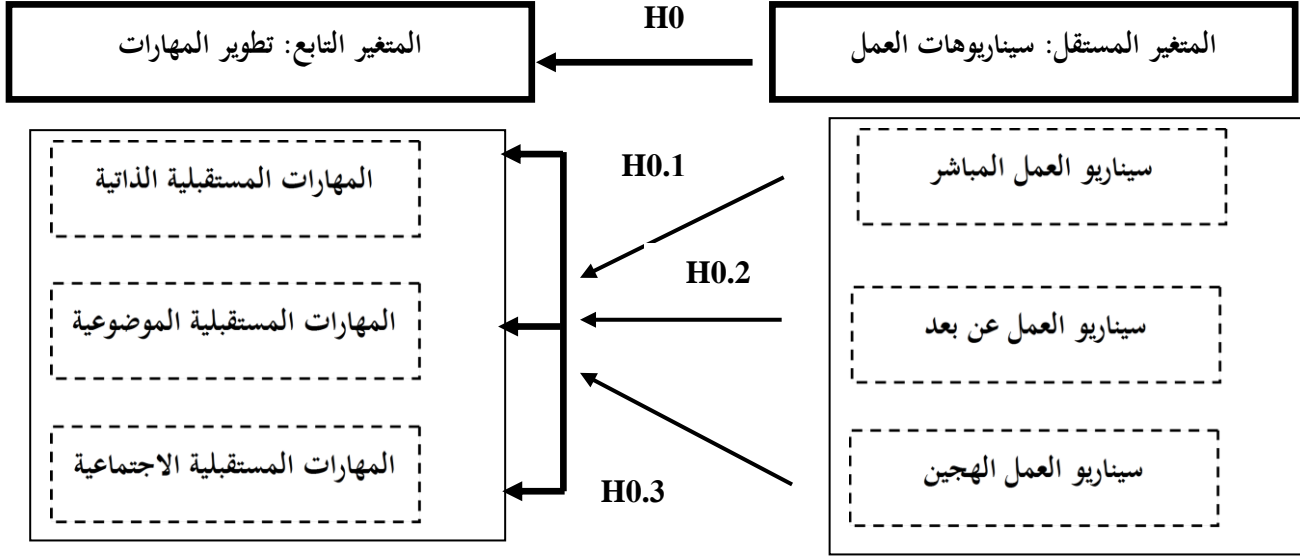 المتغير المستقل: سيناريوهات العمل
H0
المتغير التابع: تطوير المهارات
سيناريو العمل المباشر
H0.1
المهارات المستقبلية الذاتية
سيناريو العمل عن بعد
H0.2
المهارات المستقبلية الموضوعية
سيناريو العمل الهجين
H0.3
المهارات المستقبلية الاجتماعية